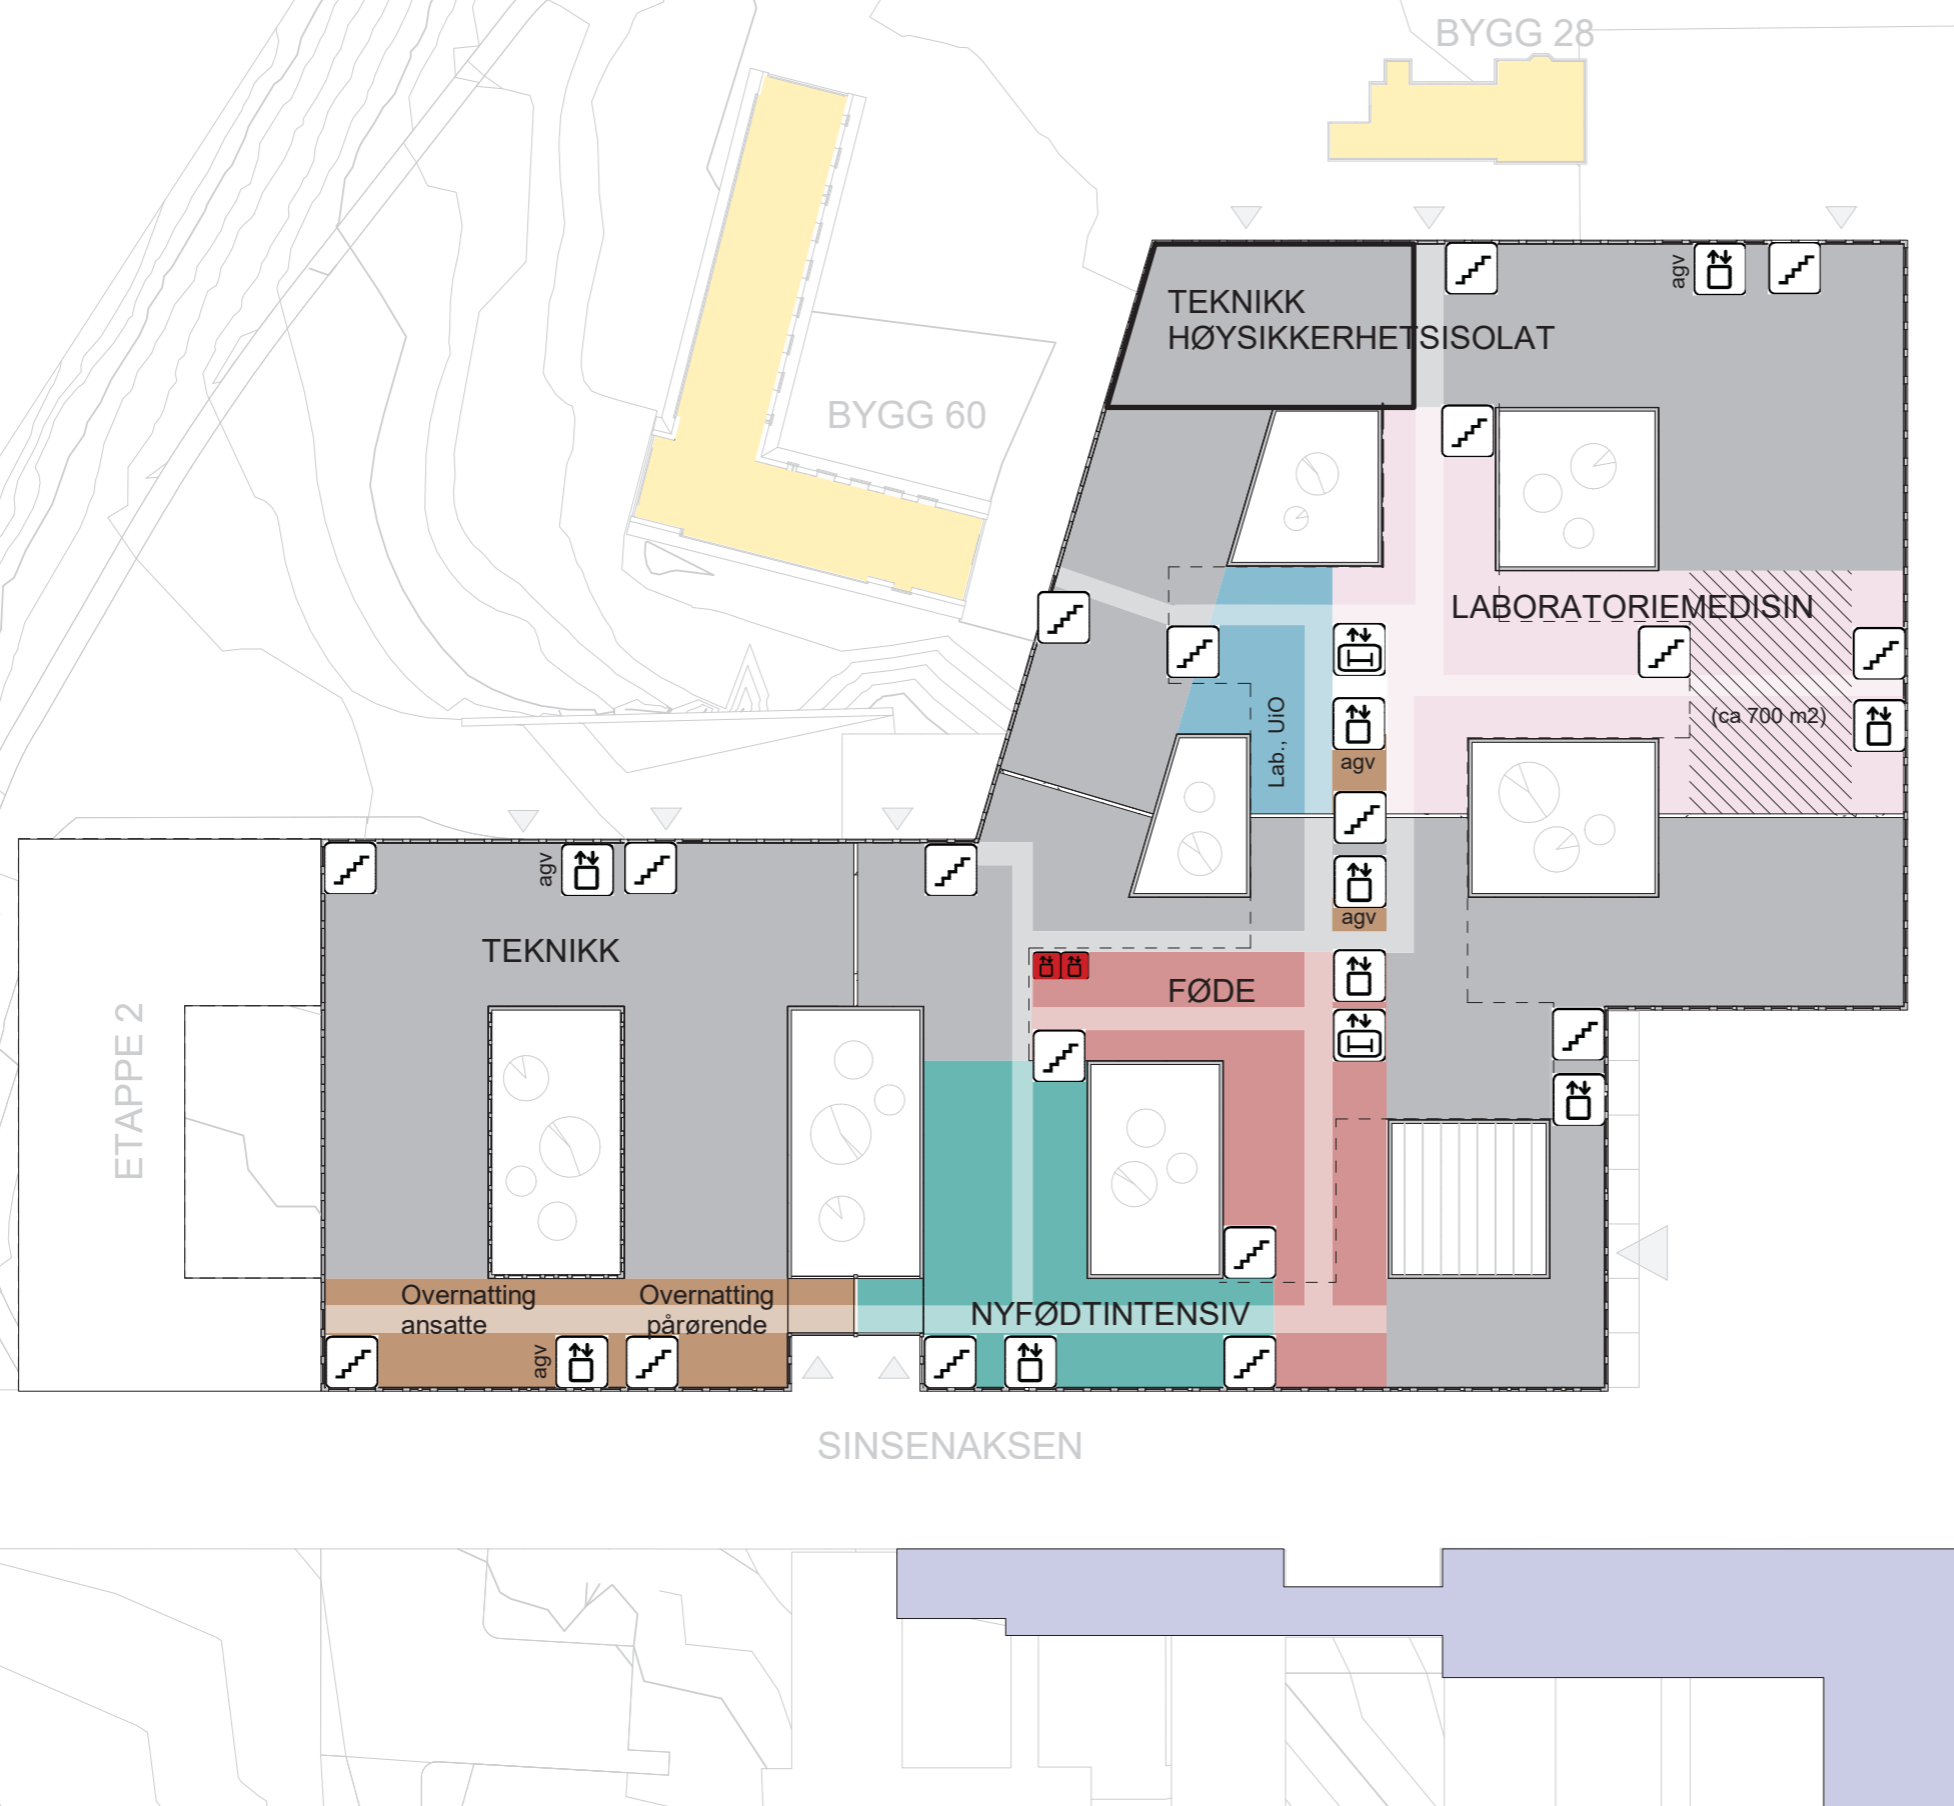 BYGG 28
agv
TEKNIKK
HØYSIKKERHETSISOLAT
BYGG 60
LABORATORIEMEDISIN
Lab., UiO
(ca 700 m2)
agv
agv
agv
TEKNIKK
FØDE
ETAPPE 2
Overnatting
ansatte
Overnatting
pårørende
NYFØDTINTENSIV
agv
SINSENAKSEN